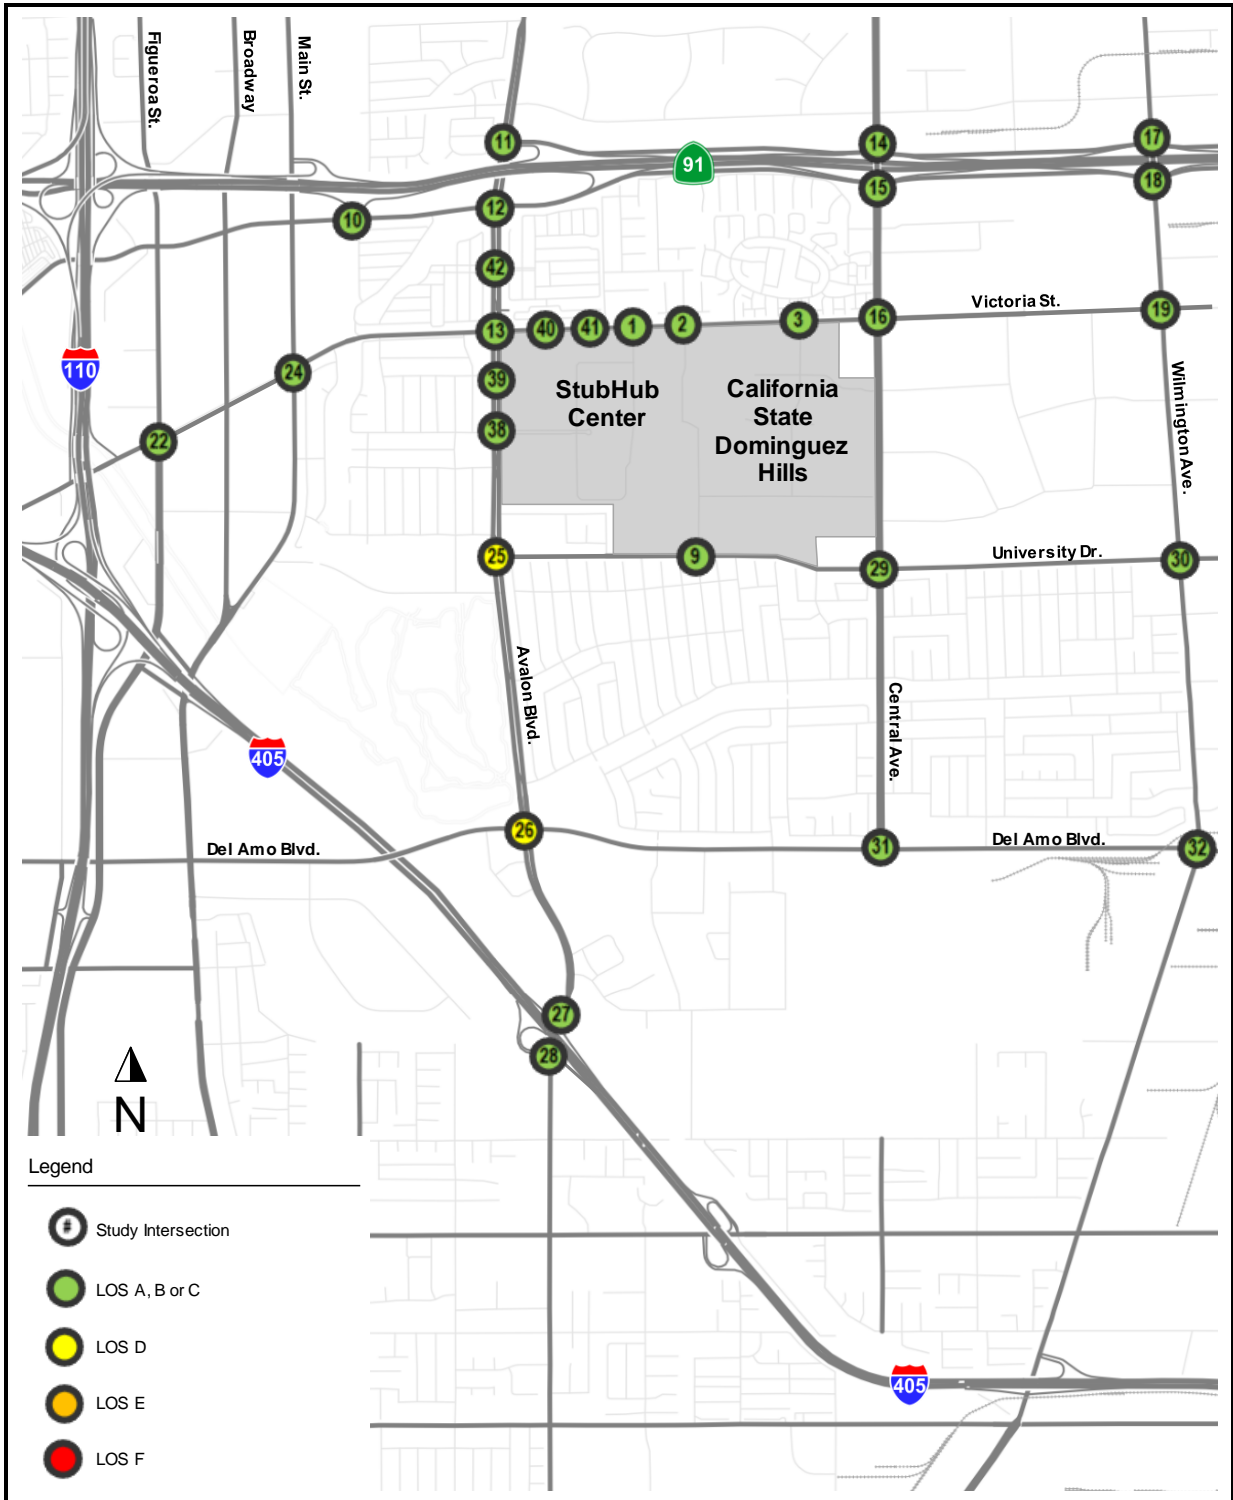 Figueroa St.
Broadway
Main St.
11
14
17
91
15
18
12
10
42
Victoria St.
19
13
40
41
1
2
3
16
110
24
39
StubHub
Center
California
State
Dominguez
Hills
Wilmington Ave.
38
22
25
9
29
University Dr.
30
Avalon Blvd.
Central Ave.
405
26
Del Amo Blvd.
31
Del Amo Blvd.
32
27
28
N
Legend
# Study Intersection
LOS A, B or C
LOS D
LOS E
LOS F
405